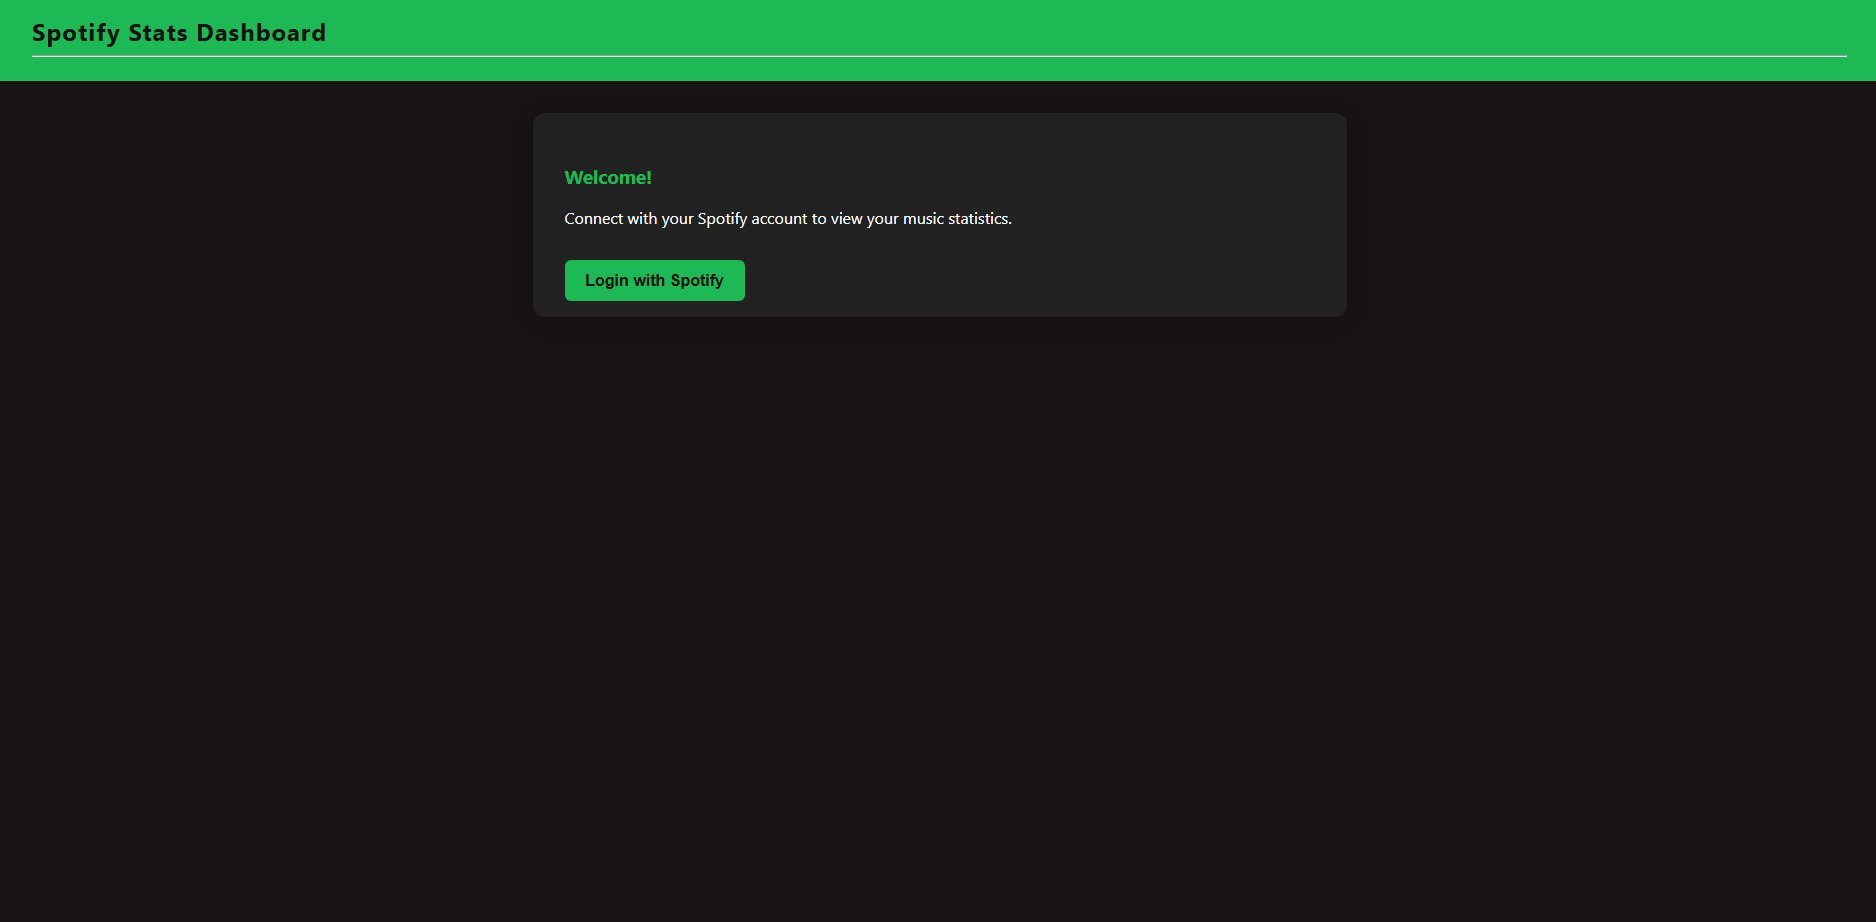 Spotify Stats Dashboard
Welcome!
Connect with your Spotify account to view your music statistics.
Login with Spotify